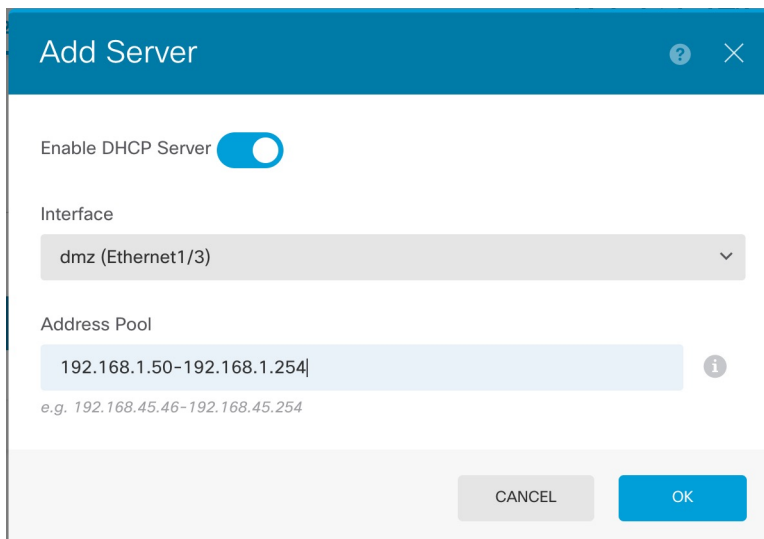 Add Server
Enable DHCP Server
Interface
dmz (Ethernet1/3)
Address Pool
192.168.1.50-192.168.1.254
e.g. 192.168.45.46-192.168.45.254
CANCEL
OK